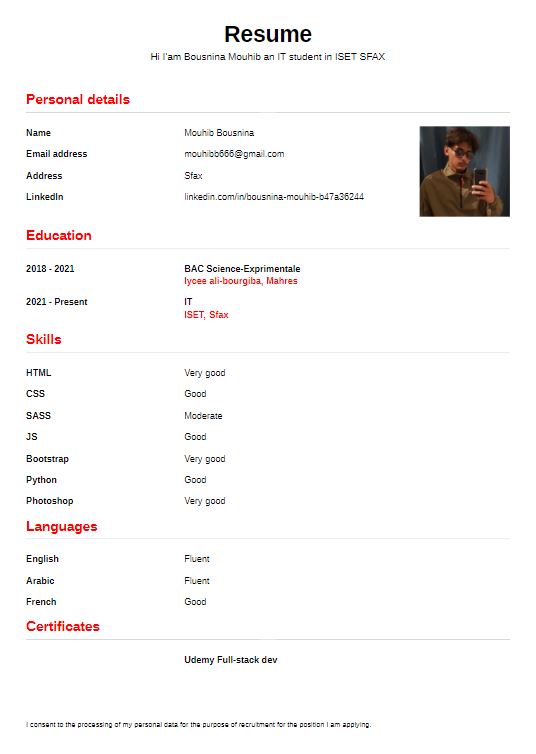 Resume
Hi I'am Bousnina Mouhib an IT student in ISET SFAX
Personal details
Name Mouhib Bousnina
Email address mouhibb666@gmail.com
Address Sfax
LinkedIn linkedin.com/in/bousnina-mouhib-b47a36244
Education
2018 - 2021 BAC Science-Exprimentale
lycee ali-bourgiba, Mahres
2021 - Present IT
ISET, Sfax
Skills
HTML Very good
CSS Good
SASS Moderate
JS Good
Bootstrap Very good
Python Good
Photoshop Very good
Languages
English Fluent
Arabic Fluent
French Good
Certificates
Udemy Full-stack dev
I consent to the processing of my personal data for the purpose of recruitment for the position I am applying.